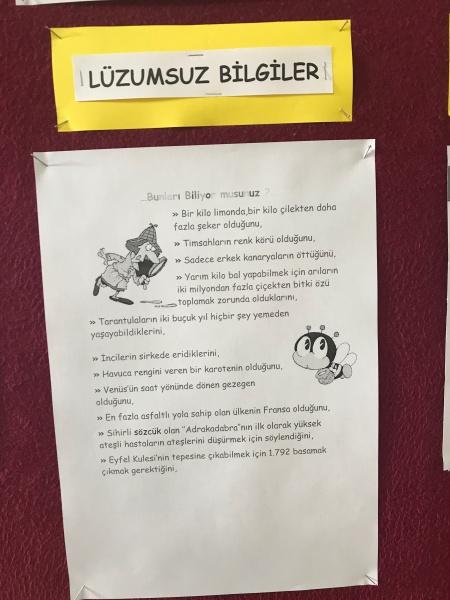 LÜZUMSUZ BİLGİLER
Bunları Biliyor musunuz ?
» Bir kilo limonda,bir kilo çilekten daha
fazla şeker olduğunu,
» Timsahların renk körü olduğunu,
» Sadece erkek kanaryaların öttüğünü,
» Yarım kilo bal yapabilmek için arıların
iki milyondan fazla çiçekten bitki özü
toplamak zorunda olduklarını,
» Tarantulaların iki buçuk yıl hiçbir şey yemeden
yaşayabildiklerini,
» İncilerin sirkede eridiklerini,
» Havuca rengini veren bir karotenin olduğunu,
» Venüs'ün saat yönünde dönen gezegen
olduğunu,
» En fazla asfaltlı yola sahip olan ülkenin Fransa olduğunu,
» Sihirli sözcük olan "Adrakadabra"nın ilk olarak yüksek
ateşli hastaların ateşlerini düşürmek için söylendiğini,
» Eyfel Kulesi'nin tepesine çıkabilmek için 1.792 basamak
çıkmak gerektiğini,